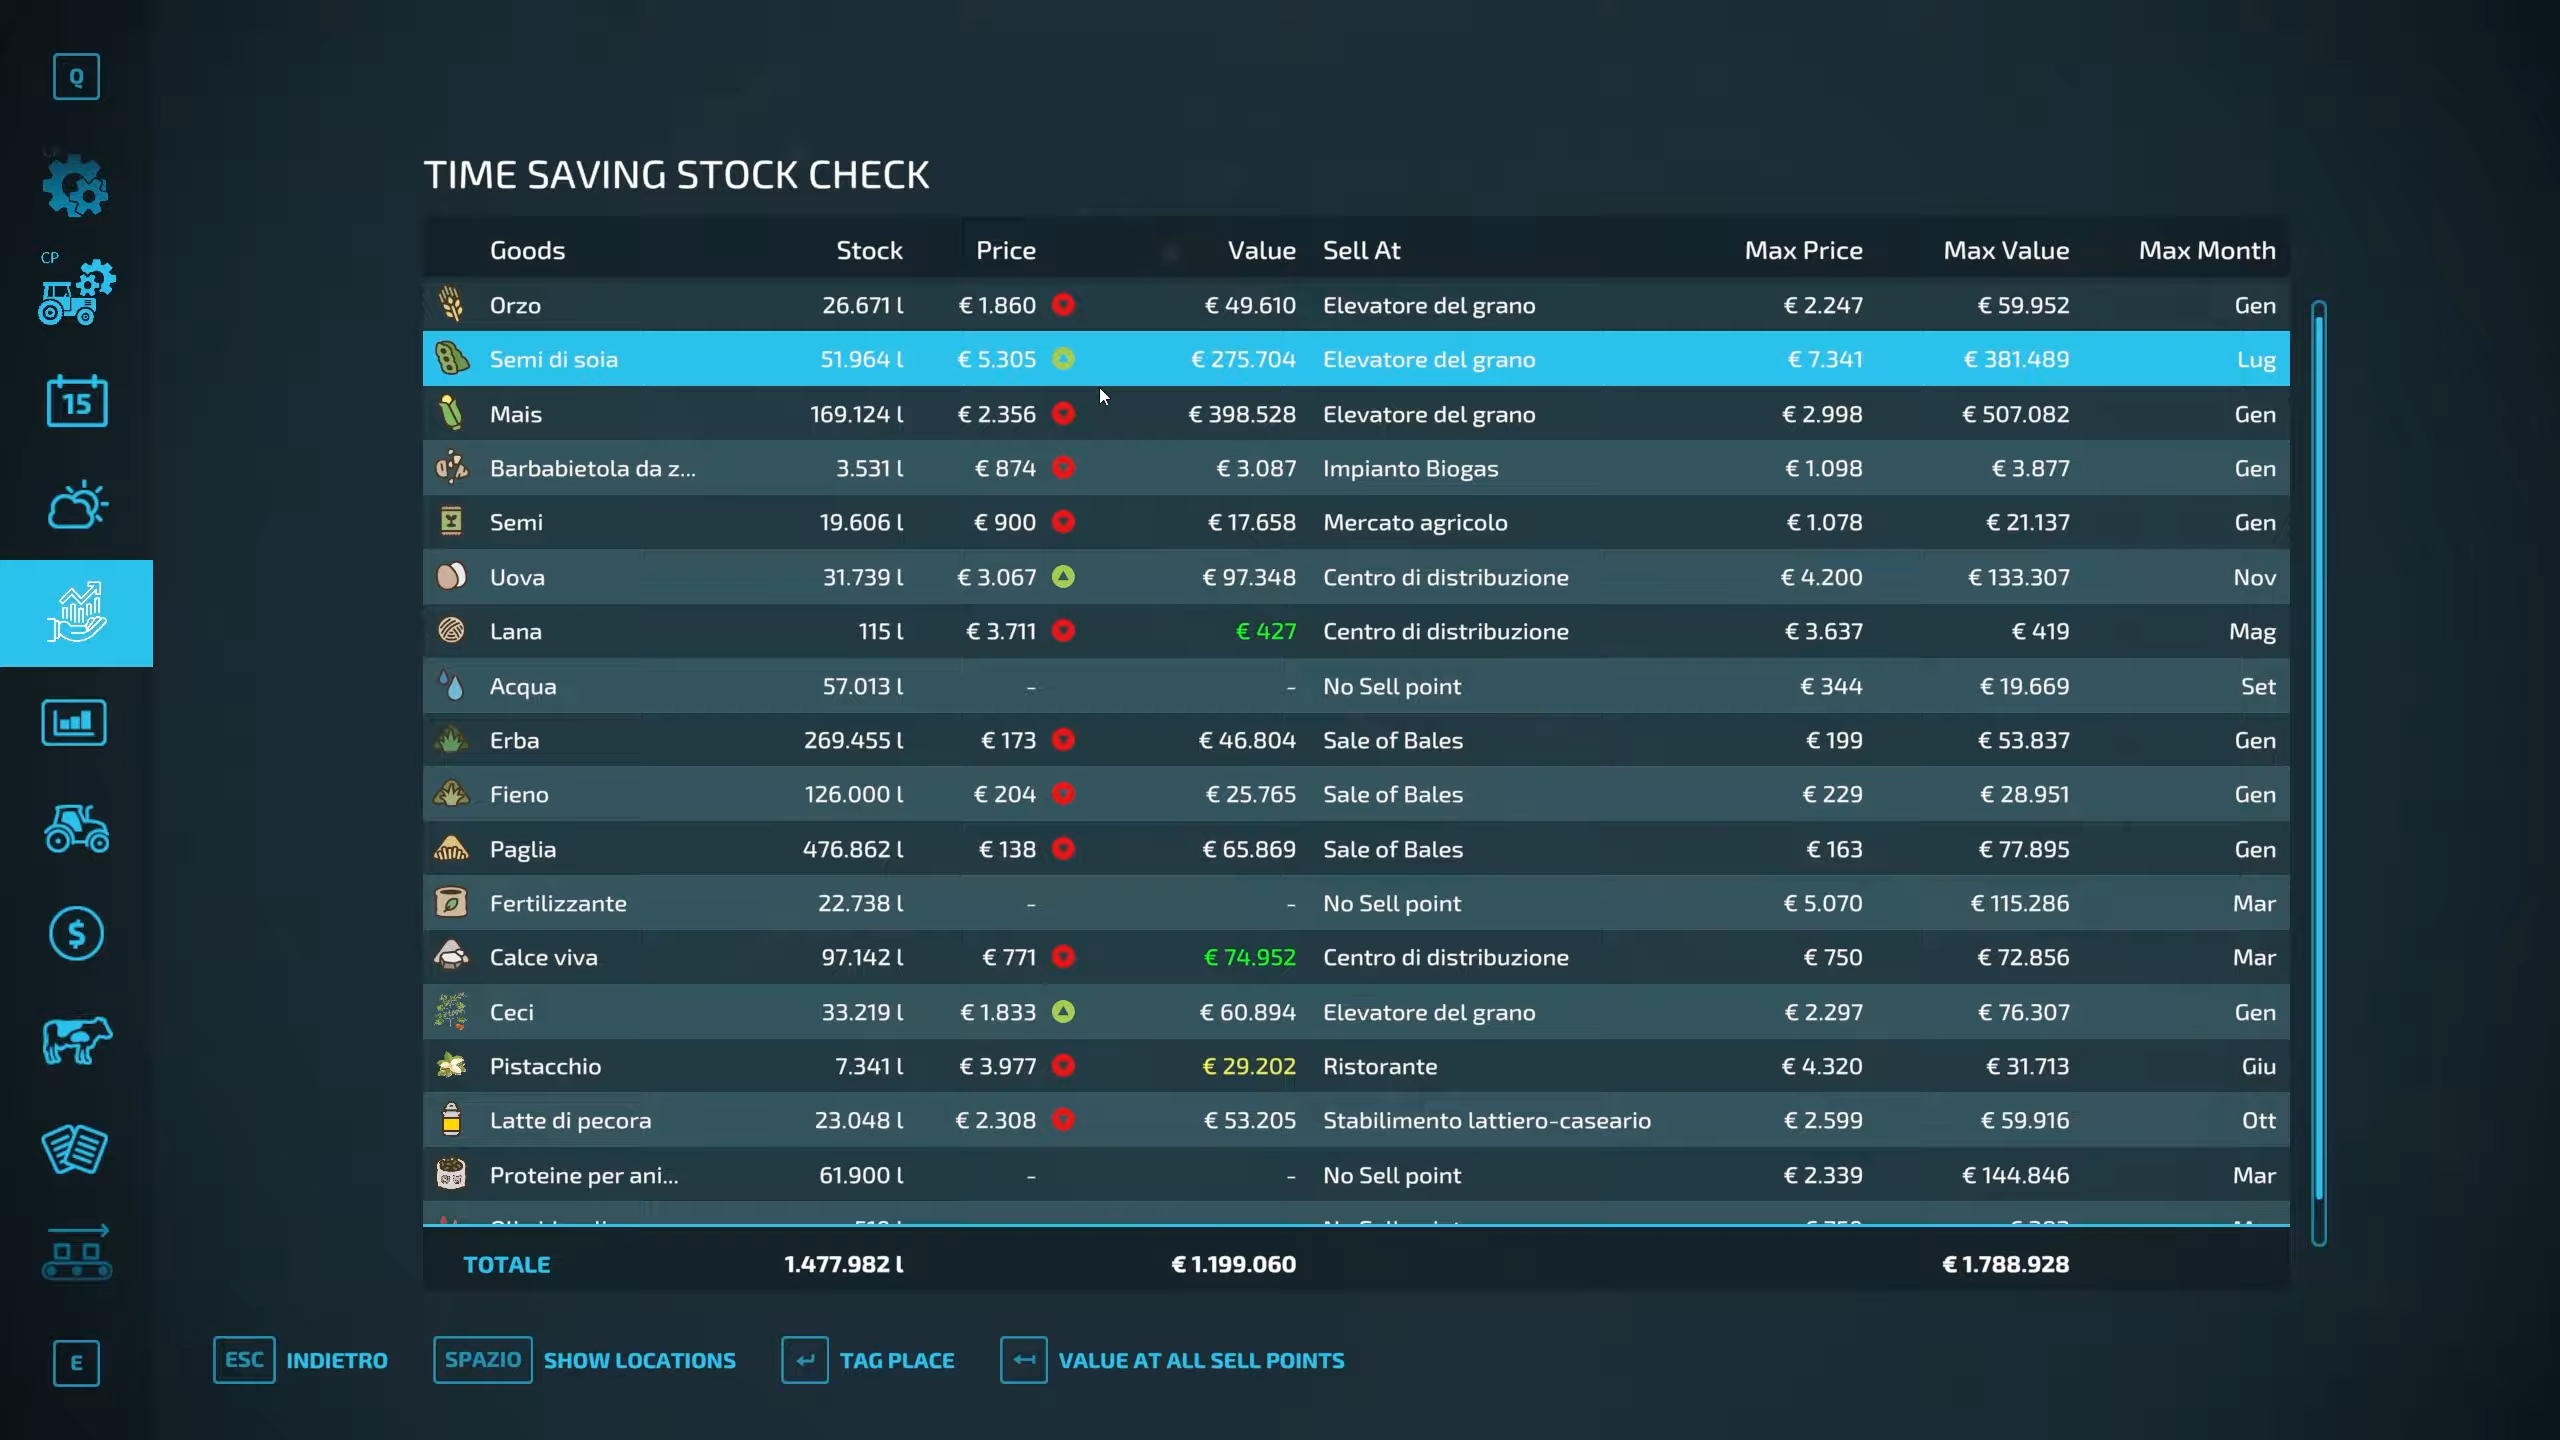 Q
CP
15
E
TIME SAVING STOCK CHECK
Goods Stock Price Value Sell At Max Price Max Value Max Month
Orzo 26.671 l € 1.860 € 49.610 Elevatore del grano € 2.247 € 59.952 Gen
Semi di soia 51.964 l € 5.305 € 275.704 Elevatore del grano € 7.341 € 381.489 Lug
Mais 169.124 l € 2.356 € 398.528 Elevatore del grano € 2.998 € 507.082 Gen
Barbabietola da z... 3.531 l € 874 € 3.087 Impianto Biogas € 1.098 € 3.877 Gen
Semi 19.606 l € 900 € 17.658 Mercato agricolo € 1.078 € 21.137 Gen
Uova 31.739 l € 3.067 € 97.348 Centro di distribuzione € 4.200 € 133.307 Nov
Lana 115 l € 3.711 € 427 Centro di distribuzione € 3.637 € 419 Mag
Acqua 57.013 l - - No Sell point € 344 € 19.669 Set
Erba 269.455 l € 173 € 46.804 Sale of Bales € 199 € 53.837 Gen
Fieno 126.000 l € 204 € 25.765 Sale of Bales € 229 € 28.951 Gen
Paglia 476.862 l € 138 € 65.869 Sale of Bales € 163 € 77.895 Gen
Fertilizzante 22.738 l - - No Sell point € 5.070 € 115.286 Mar
Calce viva 97.142 l € 771 € 74.952 Centro di distribuzione € 750 € 72.856 Mar
Ceci 33.219 l € 1.833 € 60.894 Elevatore del grano € 2.297 € 76.307 Gen
Pistacchio 7.341 l € 3.977 € 29.202 Ristorante € 4.320 € 31.713 Giu
Latte di pecora 23.048 l € 2.308 € 53.205 Stabilimento lattiero-caseario € 2.599 € 59.916 Ott
Proteine per ani... 61.900 l - - No Sell point € 2.339 € 144.846 Mar
TOTALE 1.477.982 l € 1.199.060 € 1.788.928
ESC INDIETRO SPAZIO SHOW LOCATIONS TAG PLACE VALUE AT ALL SELL POINTS